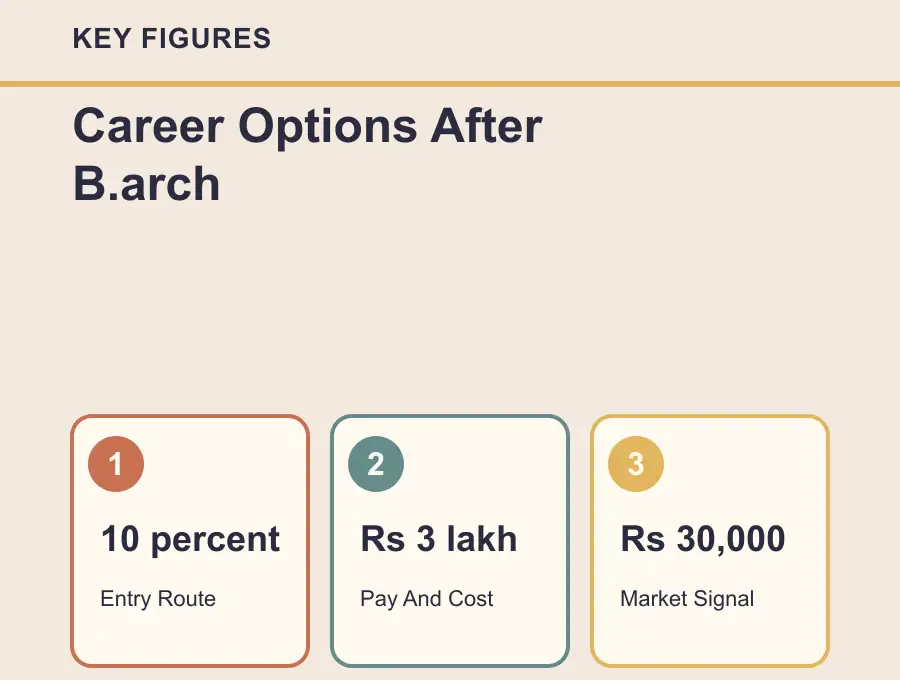 KEY FIGURES
Career Options After
B.arch
1
10 percent
Entry Route
2
Rs 3 lakh
Pay And Cost
3
Rs 30,000
Market Signal